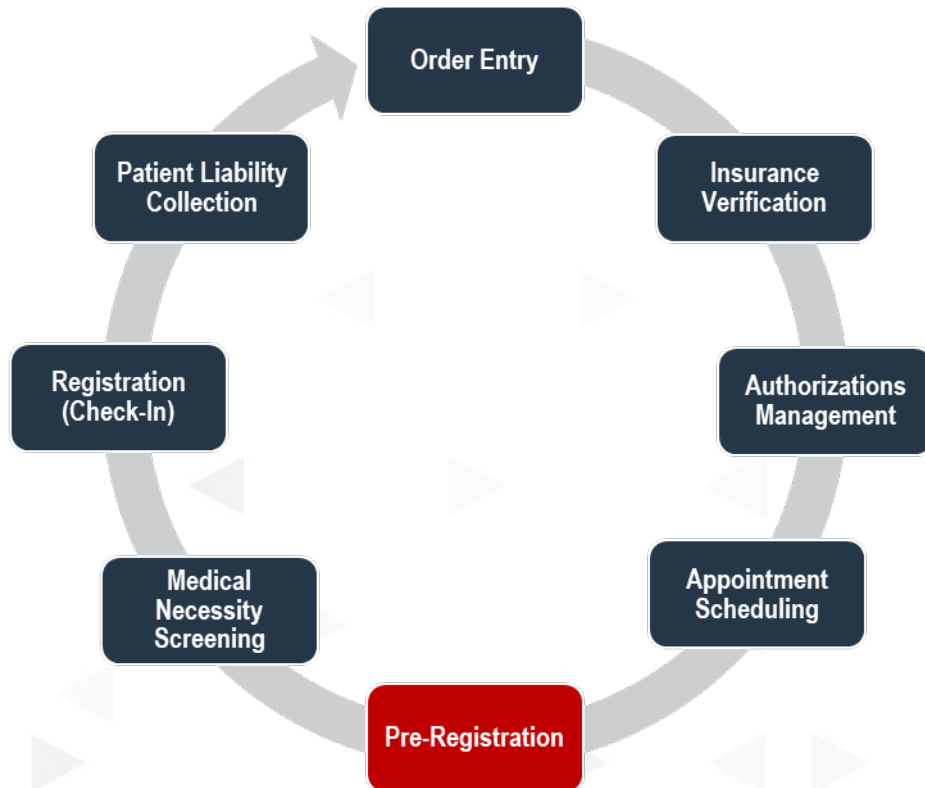 Order Entry
Insurance
Verification
Authorizations
Management
Appointment
Scheduling
Pre-Registration
Medical
Necessity
Screening
Registration
(Check-In)
Patient Liability
Collection